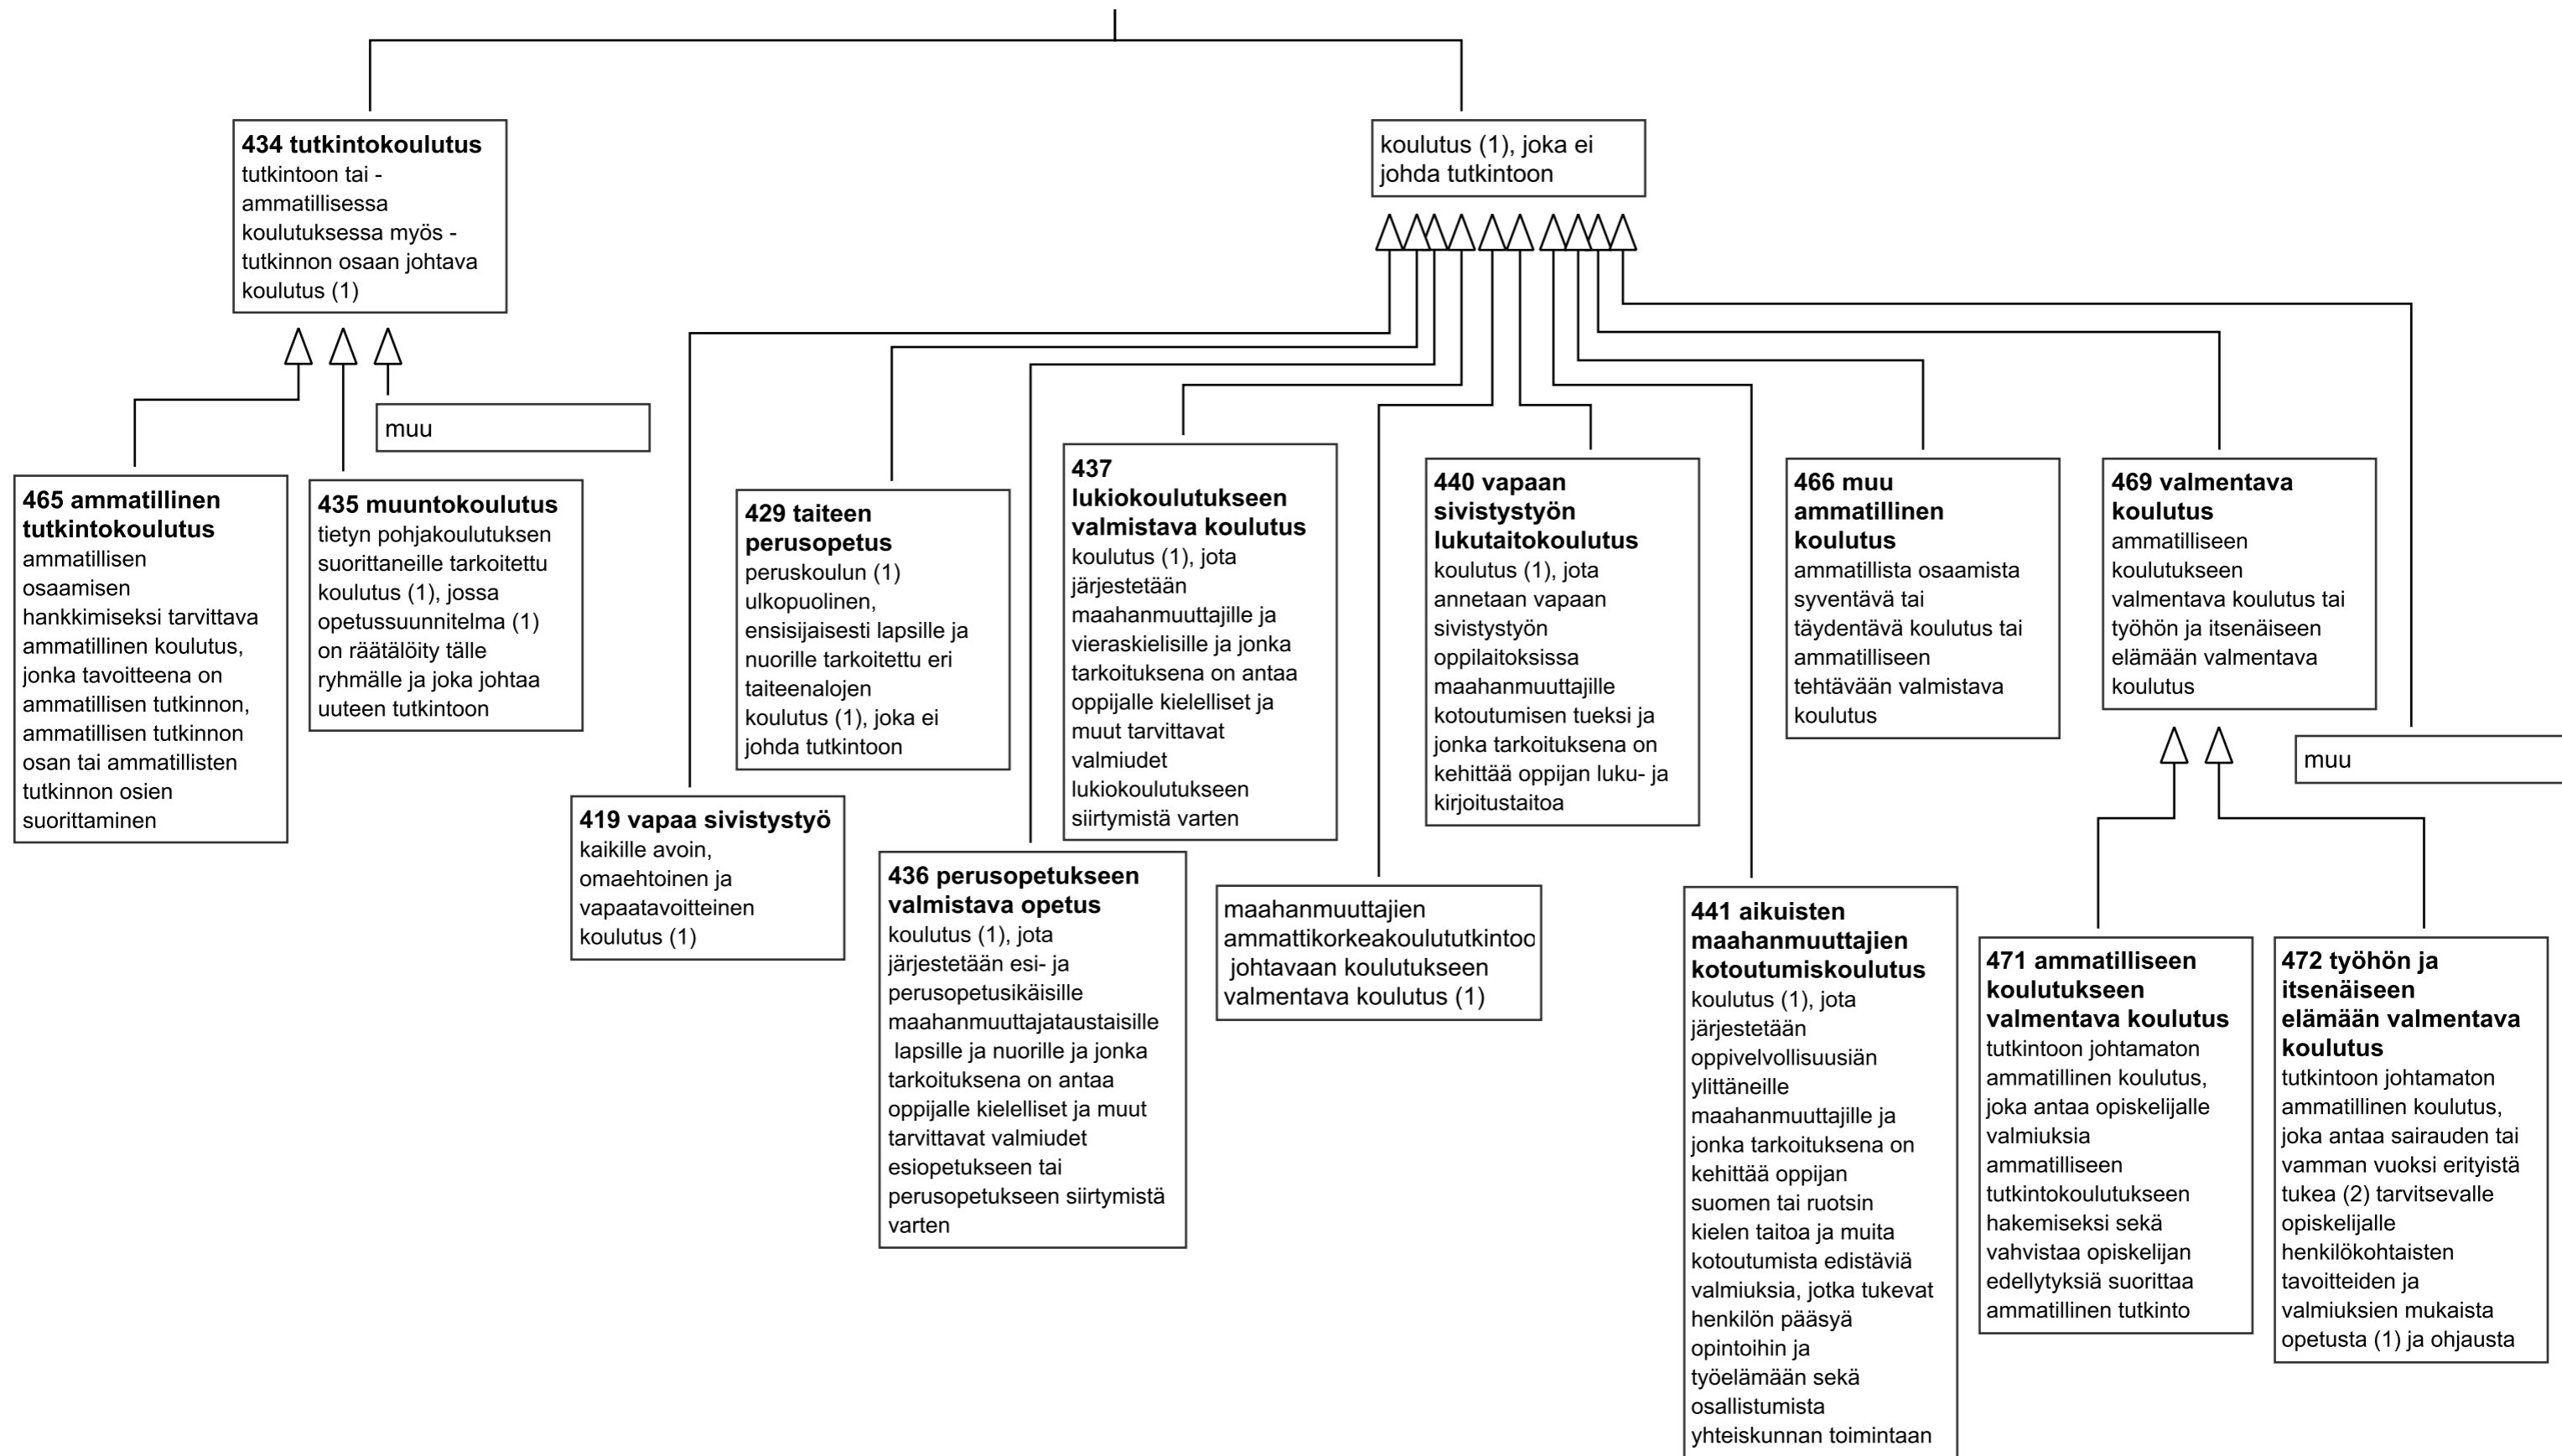 434 tutkintokoulutus
tutkintoon tai -
ammatillisessa
koulutuksessa myös -
tutkinnon osaan johtava
koulutus (1)
koulutus (1), joka ei
johda tutkintoon
muu
465 ammatillinen
tutkintokoulutus
ammatillisen
osaamisen
hankkimiseksi tarvittava
ammatillinen koulutus,
jonka tavoitteena on
ammatillisen tutkinnon,
ammatillisen tutkinnon
osan tai ammatillisten
tutkinnon osien
suorittaminen
435 muuntokoulutus
tietyn pohjakoulutuksen
suorittaneille tarkoitettu
koulutus (1), jossa
opetussuunnitelma (1)
on räätälöity tälle
ryhmälle ja joka johtaa
uuteen tutkintoon
419 vapaa sivistystyö
kaikille avoin,
omaehtoinen ja
vapaatavoitteinen
koulutus (1)
429 taiteen
perusopetus
peruskoulun (1)
ulkopuolinen,
ensisijaisesti lapsille ja
nuorille tarkoitettu eri
taiteenalojen
koulutus (1), joka ei
johda tutkintoon
436 perusopetukseen
valmistava opetus
koulutus (1), jota
järjestetään esi- ja
perusopetusikäisille
maahanmuuttajataustaisille
lapsille ja nuorille ja jonka
tarkoituksena on antaa
oppijalle kielelliset ja muut
tarvittavat valmiudet
esiopetukseen tai
perusopetukseen siirtymistä
varten
437
lukiokoulutukseen
valmistava koulutus
koulutus (1), jota
järjestetään
maahanmuuttajille ja
vieraskielisille ja jonka
tarkoituksena on antaa
oppijalle kielelliset ja
muut tarvittavat
valmiudet
lukiokoulutukseen
siirtymistä varten
maahanmuuttajien
ammattikorkeakoulututkintoo
johtavaan koulutukseen
valmentava koulutus (1)
440 vapaan
sivistystyön
lukutaitokoulutus
koulutus (1), jota
annetaan vapaan
sivistystyön
oppilaitoksissa
maahanmuuttajille
kotoutumisen tueksi ja
jonka tarkoituksena on
kehittää oppijan luku- ja
kirjoitustaitoa
441 aikuisten
maahanmuuttajien
kotoutumiskoulutus
koulutus (1), jota
järjestetään
oppivelvollisuusiän
ylittäneille
maahanmuuttajille ja
jonka tarkoituksena on
kehittää oppijan
suomen tai ruotsin
kielen taitoa ja muita
kotoutumista edistäviä
valmiuksia, jotka tukevat
henkilön pääsyä
opintoihin ja
työelämään sekä
osallistumista
yhteiskunnan toimintaan
466 muu
ammatillinen
koulutus
ammatillista osaamista
syventävä tai
täydentävä koulutus tai
ammatilliseen
tehtävään valmistava
koulutus
469 valmentava
koulutus
ammatilliseen
koulutukseen
valmentava koulutus tai
työhön ja itsenäiseen
elämään valmentava
koulutus
muu
471 ammatilliseen
koulutukseen
valmentava koulutus
tutkintoon johtamaton
ammatillinen koulutus,
joka antaa opiskelijalle
valmiuksia
ammatilliseen
tutkintokoulutukseen
hakemiseksi sekä
vahvistaa opiskelijan
edellytyksiä suorittaa
ammatillinen tutkinto
472 työhön ja
itsenäiseen
elämään valmentava
koulutus
tutkintoon johtamaton
ammatillinen koulutus,
joka antaa sairauden tai
vamman vuoksi erityistä
tukea (2) tarvitsevalle
opiskelijalle
henkilökohtaisten
tavoitteiden ja
valmiuksien mukaista
opetusta (1) ja ohjausta